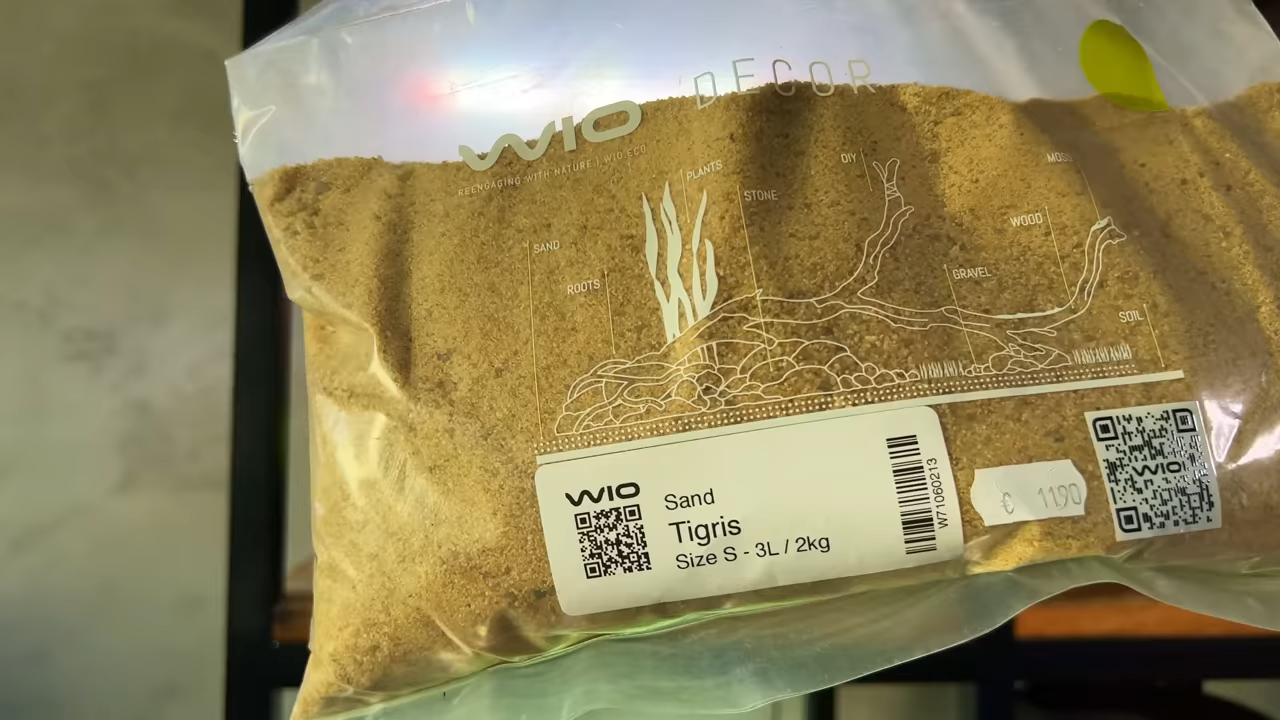 DECOR
WIO
REENGAGING WITH NATURE | WIO.ECO
PLANTS
STONE
DIY
MOSS
WOOD
SAND
ROOTS
GRAVEL
SOIL
WIO
Sand
Tigris
Size S - 3L / 2kg
W71060213
€ 11,90
WIO